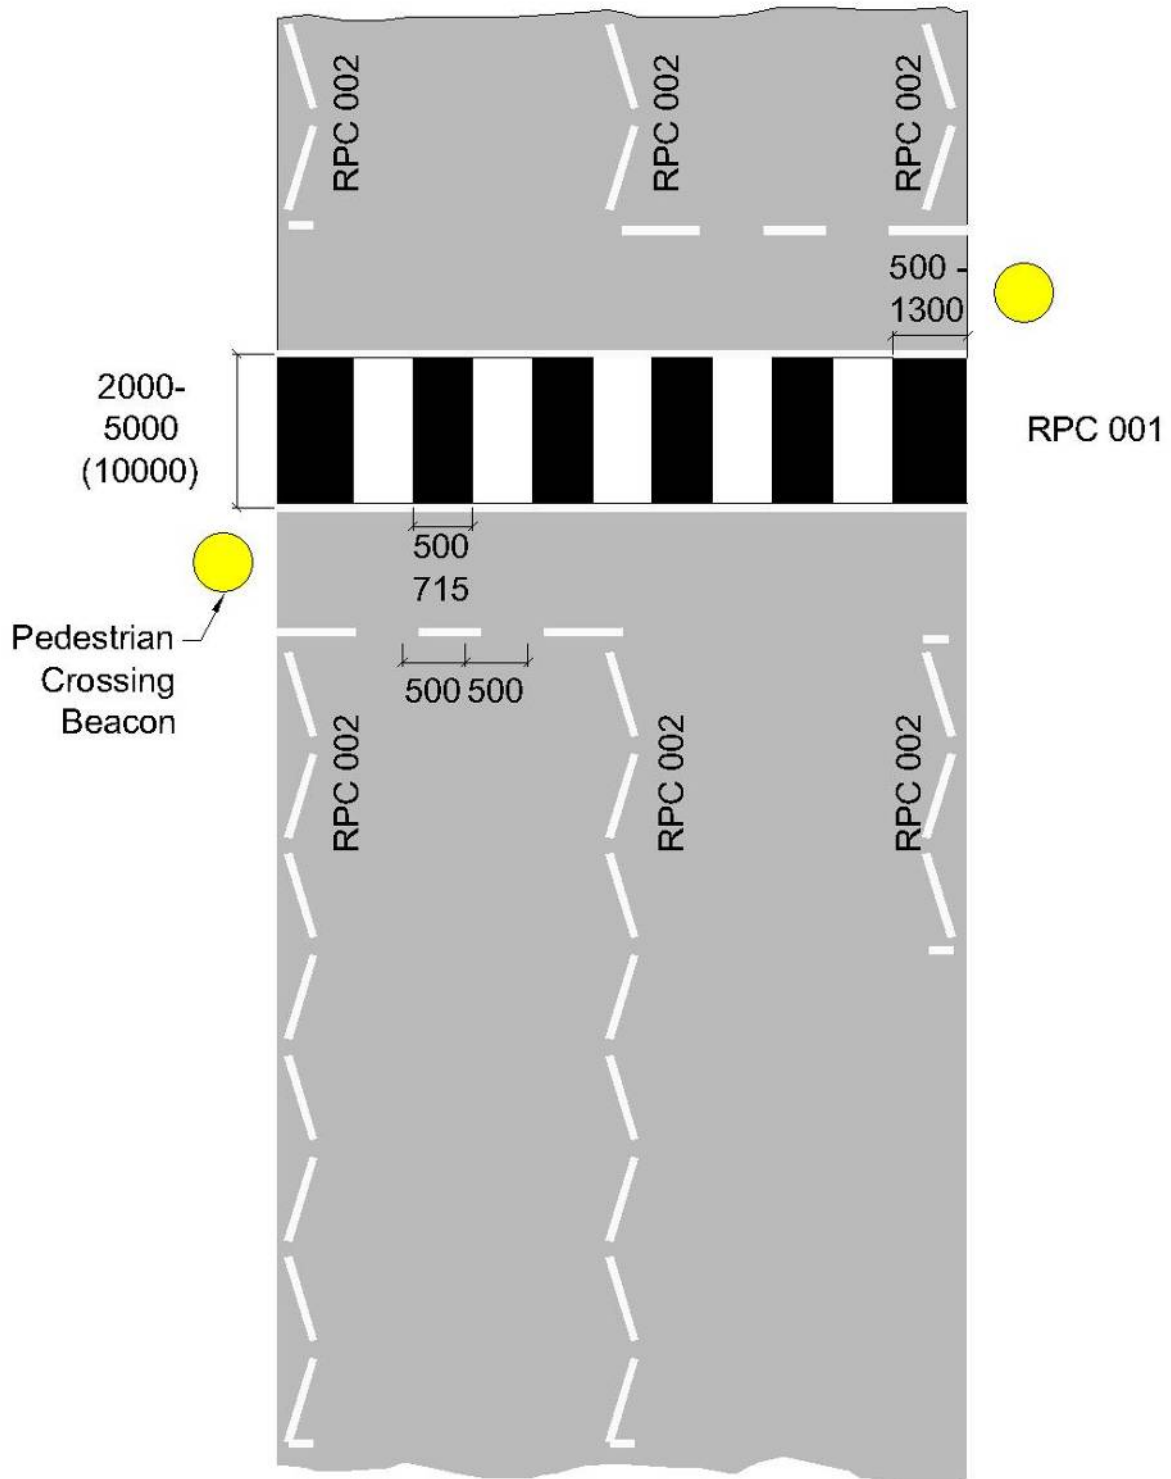 RPC 002
RPC 002
RPC 002
500 -
1300
2000-
5000
(10000)
RPC 001
500
715
Pedestrian
Crossing
Beacon
500 500
RPC 002
RPC 002
RPC 002